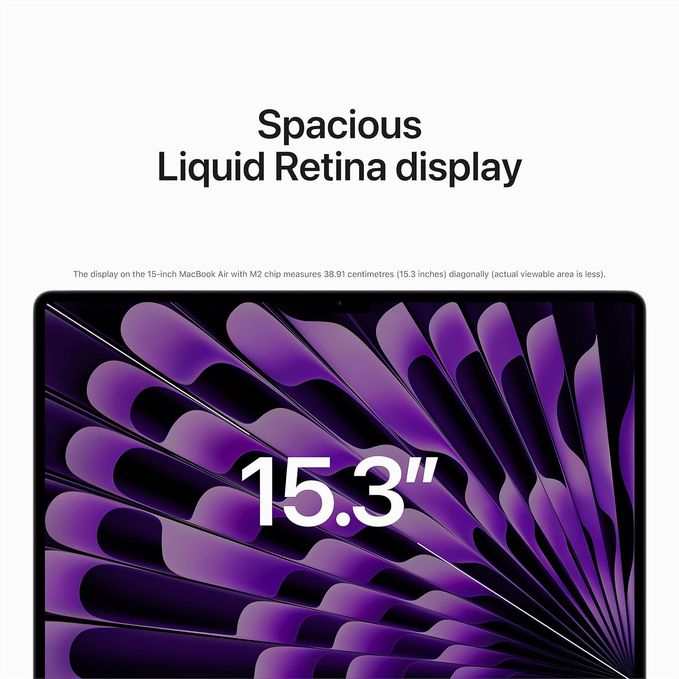 Spacious
Liquid Retina display
The display on the 15-inch MacBook Air with M2 chip measures 38.91 centimetres (15.3 inches) diagonally (actual viewable area is less).
15.3″